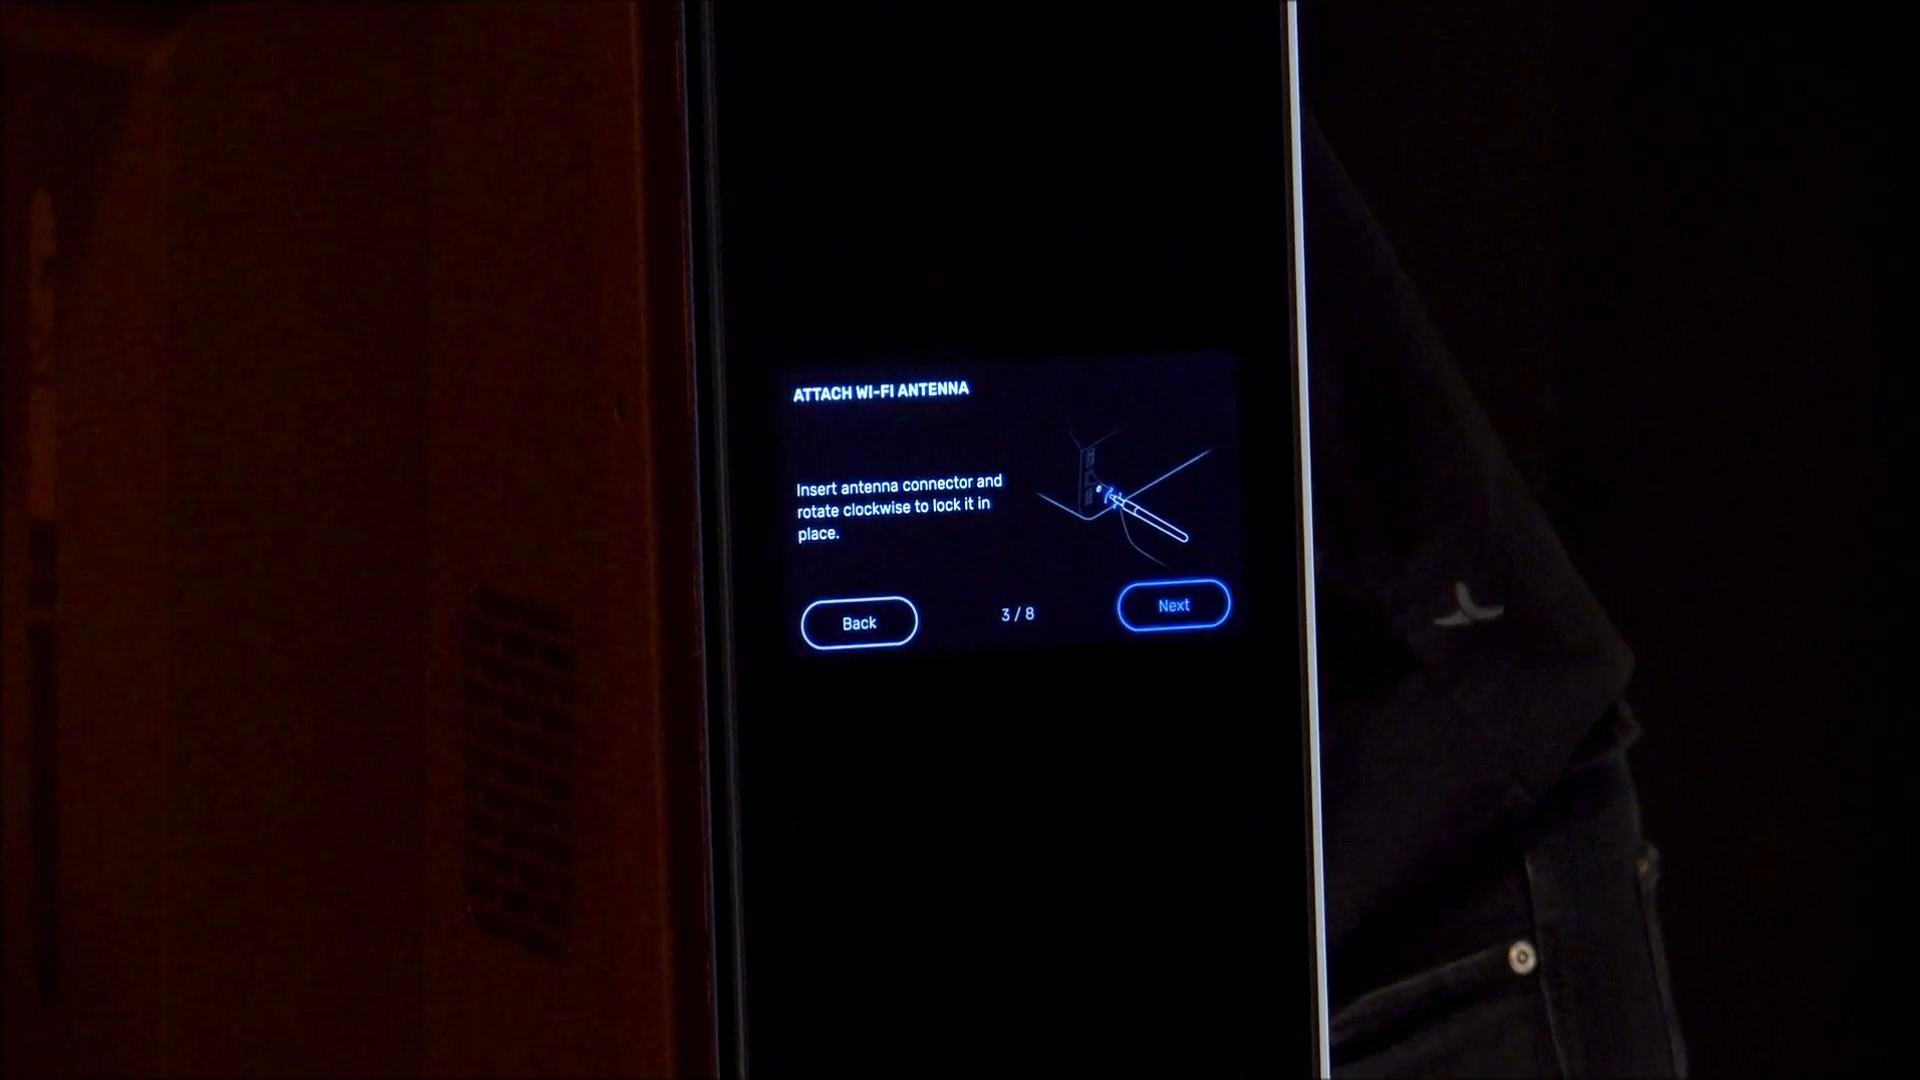 ATTACH WI-FI ANTENNA
Insert antenna connector and
rotate clockwise to lock it in
place.
Back
3 / 8
Next